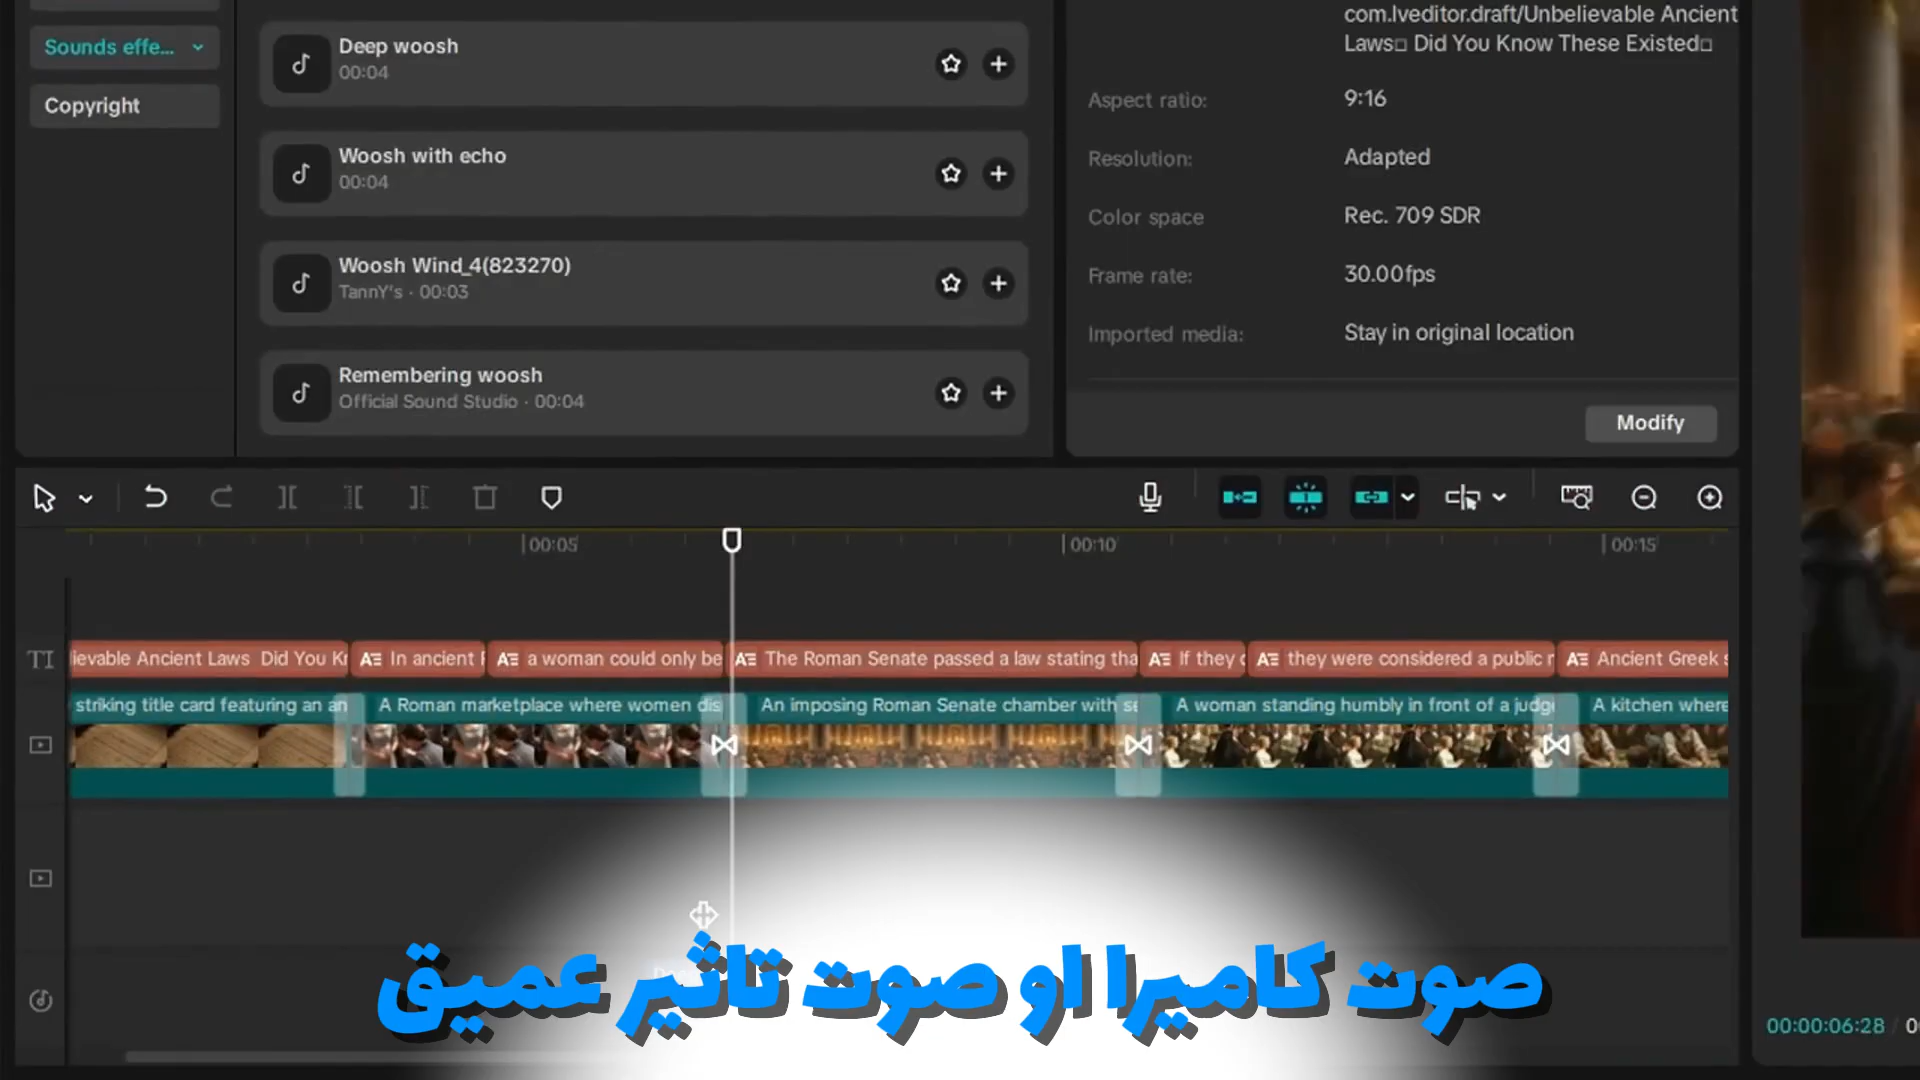 com.lveditor.draft/Unbelievable Ancient
Laws□ Did You Know These Existed□
Sounds effe...
Copyright
Deep woosh
00:04
Woosh with echo
00:04
Woosh Wind_4(823270)
TannY's · 00:03
Remembering woosh
Official Sound Studio · 00:04
Aspect ratio:
9:16
Resolution:
Adapted
Color space
Rec. 709 SDR
Frame rate:
30.00fps
Imported media:
Stay in original location
Modify
00:05
00:10
00:15
TI
ievable Ancient Laws Did You Kr
In ancient
a woman could only be
The Roman Senate passed a law stating tha
If they
they were considered a public
Ancient Greek
striking title card featuring an an
A Roman marketplace where women dis
An imposing Roman Senate chamber with se
A woman standing humbly in front of a judg
A kitchen where
صوت كاميرا او صوت تاثير عميق
00:00:06:28